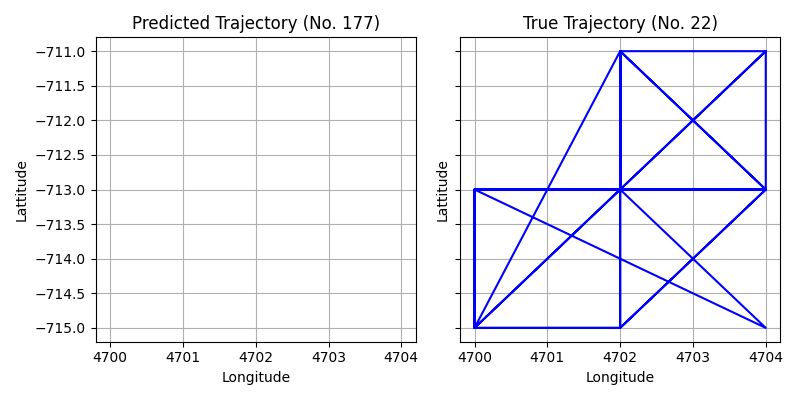 Predicted Trajectory (No. 177)
−711.0
−711.5
−712.0
−712.5
−713.0
−713.5
−714.0
−714.5
−715.0
Lattitude
4700 4701 4702 4703 4704
Longitude
True Trajectory (No. 22)
Lattitude
4700 4701 4702 4703 4704
Longitude